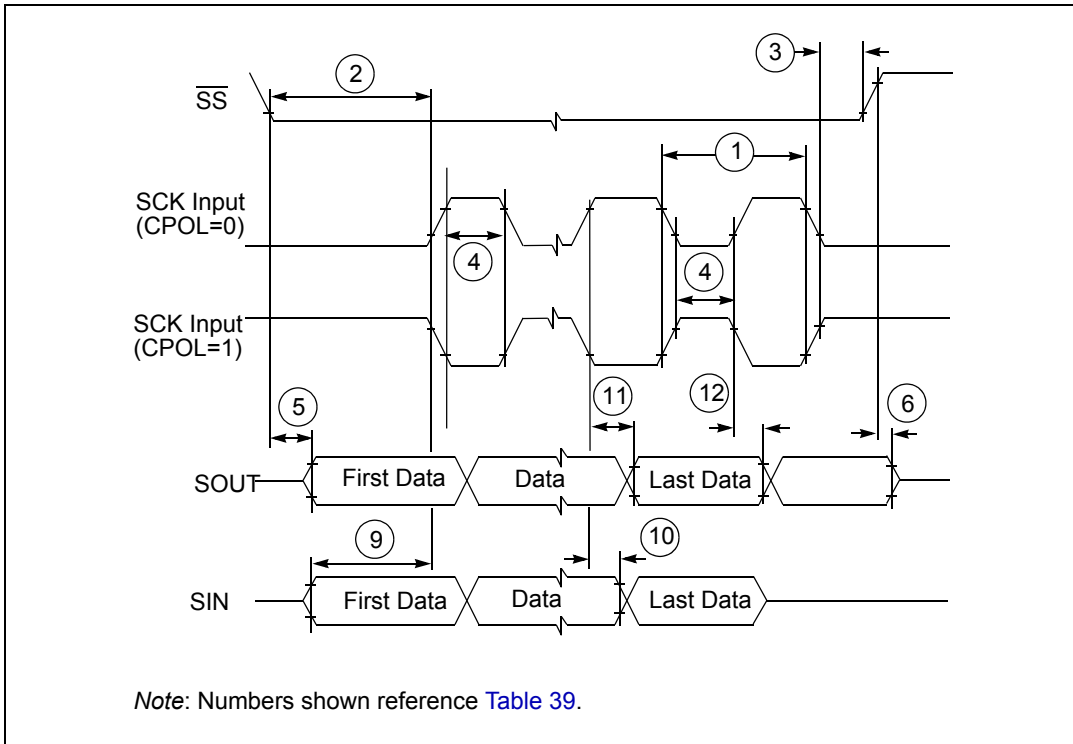 3
2
SS
1
SCK Input
(CPOL=0)
4
4
SCK Input
(CPOL=1)
11
12
5
6
SOUT
First Data
Data
Last Data
9
10
SIN
First Data
Data
Last Data
Note: Numbers shown reference Table 39.